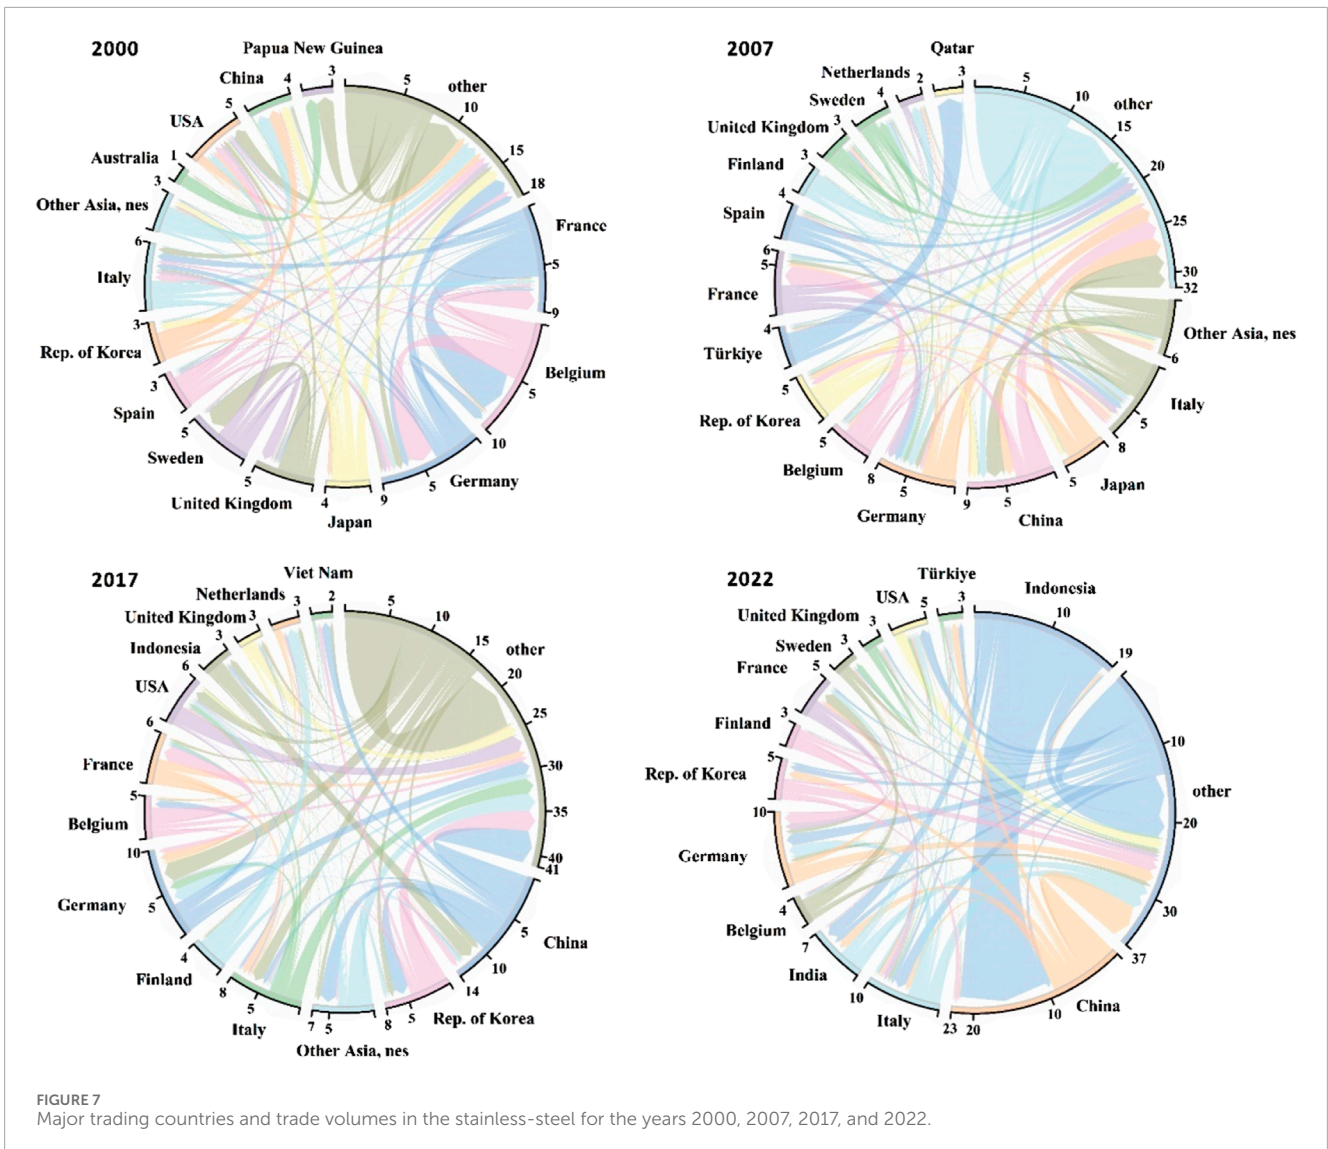 2000
Papua New Guinea
China
USA
Australia
Other Asia, nes
Italy
Rep. of Korea
Spain
Sweden
United Kingdom
Japan
Germany
Belgium
France
other
3
5
10
15
18
5
9
5
10
5
9
4
5
5
3
3
6
3
1
5
4
2007
Qatar
Netherlands
Sweden
United Kingdom
Finland
Spain
France
Türkiye
Rep. of Korea
Belgium
Germany
China
Japan
Italy
Other Asia, nes
other
3
5
10
15
20
25
30
32
6
5
8
5
5
9
5
8
5
5
4
5
6
4
3
3
4
2
2017
Viet Nam
Netherlands
United Kingdom
Indonesia
USA
France
Belgium
Germany
Finland
Italy
Other Asia, nes
Rep. of Korea
China
other
2
5
10
15
20
25
30
35
40
41
5
10
14
5
8
5
7
5
8
4
5
10
5
6
6
3
3
3
2022
Türkiye
USA
United Kingdom
Sweden
France
Finland
Rep. of Korea
Germany
Belgium
India
Italy
China
other
Indonesia
3
10
19
10
20
30
37
10
20
23
10
7
4
10
5
3
5
3
3
5
FIGURE 7
Major trading countries and trade volumes in the stainless-steel for the years 2000, 2007, 2017, and 2022.